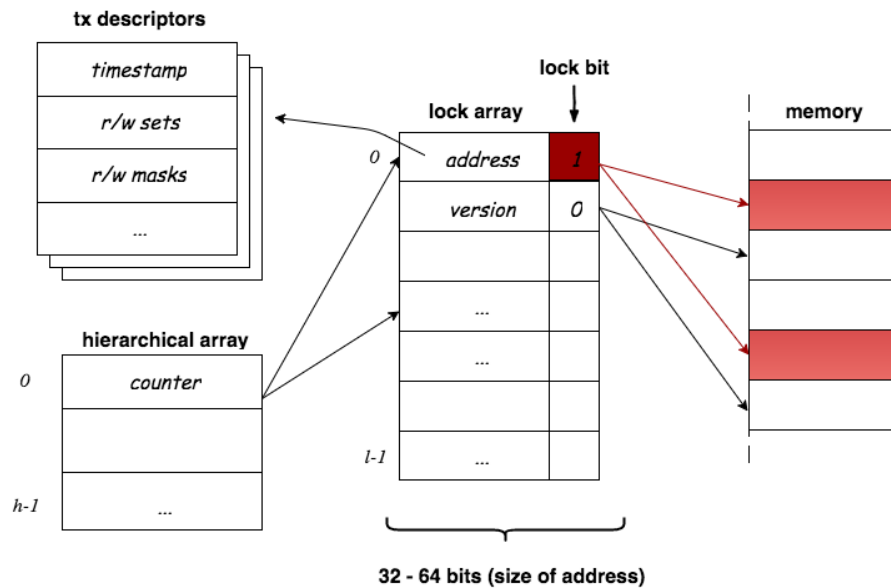 tx descriptors
timestamp
r/w sets
r/w masks
...
hierarchical array
0
counter
h-1
...
lock bit
lock array
0
address
1
version
0
...
...
l-1
...
32 - 64 bits (size of address)
memory